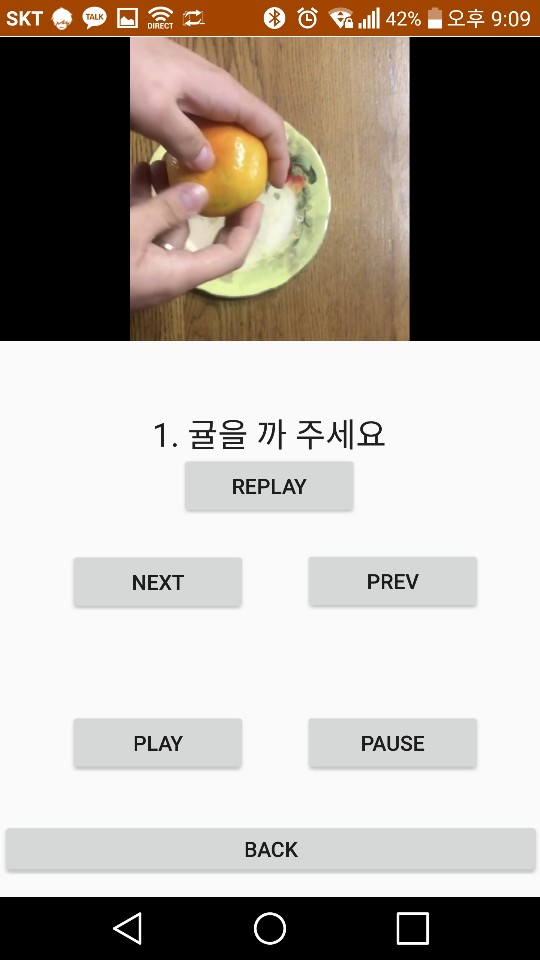 SKT TALK DIRECT 42% 오후 9:09
1. 귤을 까 주세요
REPLAY
NEXT PREV
PLAY PAUSE
BACK